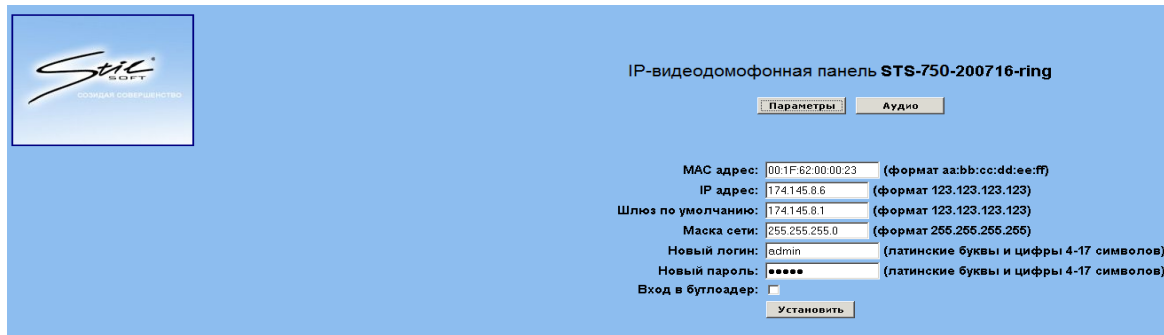 Stil
SOFT
СОЗИДАЯ СОВЕРШЕНСТВО
IP-видеодомофонная панель STS-750-200716-ring
Параметры Аудио
MAC адрес: 00:1F:62:00:00:23 (формат aa:bb:cc:dd:ee:ff)
IP адрес: 174.145.8.6 (формат 123.123.123.123)
Шлюз по умолчанию: 174.145.8.1 (формат 123.123.123.123)
Маска сети: 255.255.255.0 (формат 255.255.255.255)
Новый логин: admin (латинские буквы и цифры 4-17 символов)
Новый пароль: ●●●●● (латинские буквы и цифры 4-17 символов)
Вход в бутлоадер:
Установить